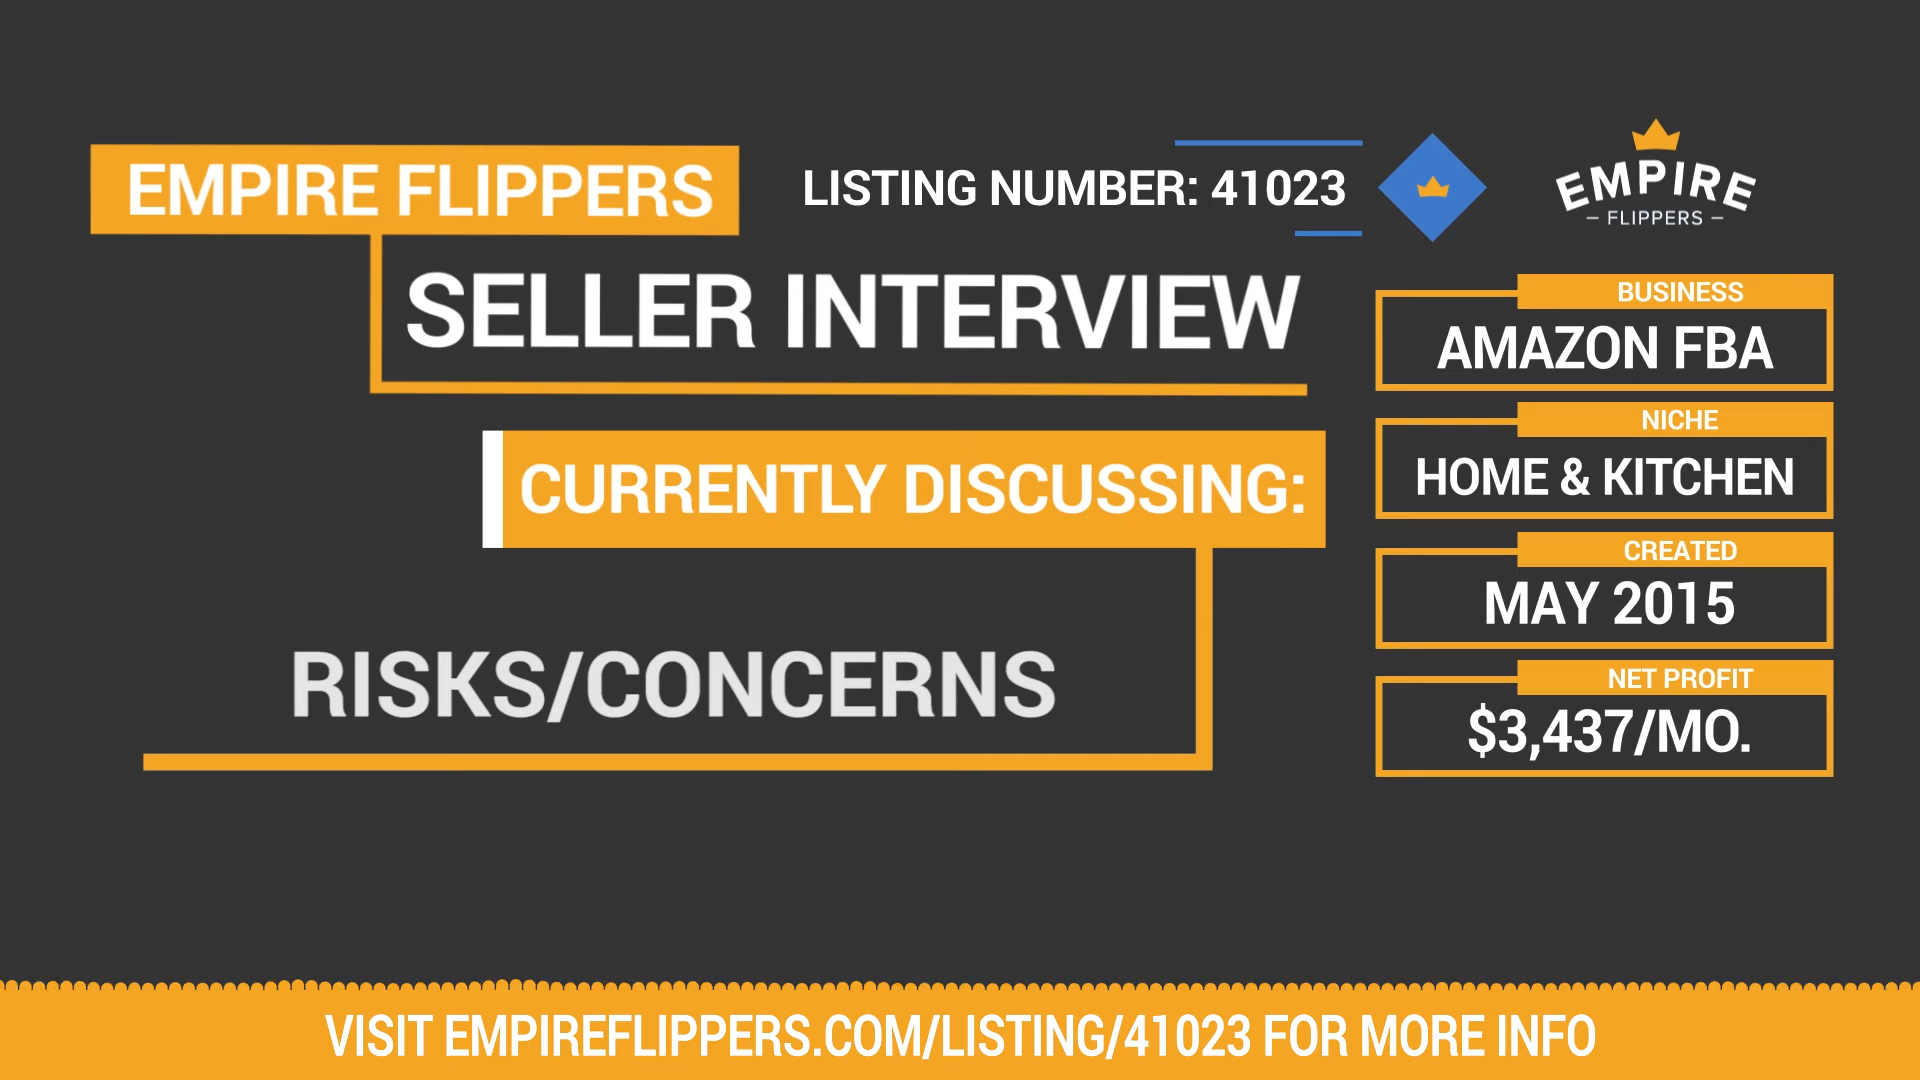 EMPIRE FLIPPERS
LISTING NUMBER: 41023
EMPIRE
– FLIPPERS –
SELLER INTERVIEW
CURRENTLY DISCUSSING:
RISKS/CONCERNS
BUSINESS
AMAZON FBA
NICHE
HOME & KITCHEN
CREATED
MAY 2015
NET PROFIT
$3,437/MO.
VISIT EMPIREFLIPPERS.COM/LISTING/41023 FOR MORE INFO